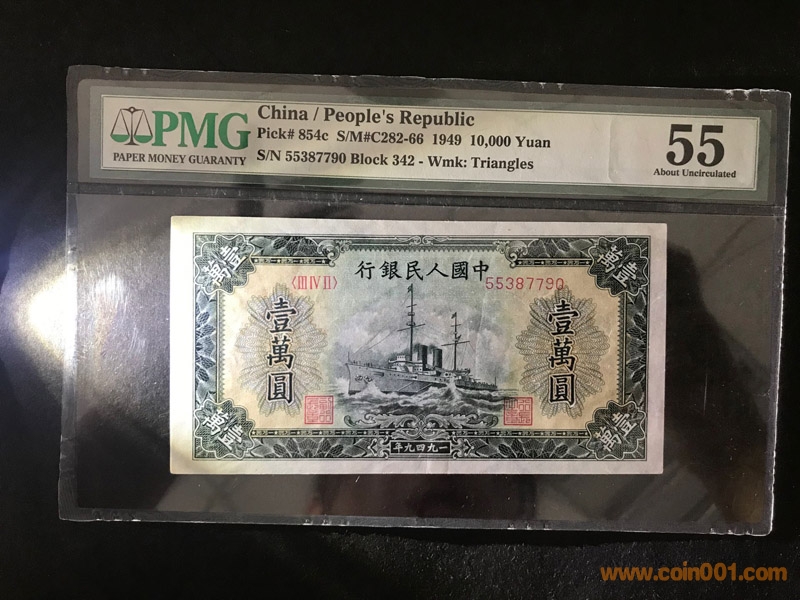 PMG
PAPER MONEY GUARANTY
China / People's Republic
Pick# 854c S/M#C282-66 1949 10,000 Yuan
S/N 55387790 Block 342 - Wmk: Triangles
55
About Uncirculated
行銀民人國中
〈III IV II〉 55387790
壹萬
壹萬
壹萬圓
壹萬圓
壹萬
壹萬
年九四九一
www.coin001.com